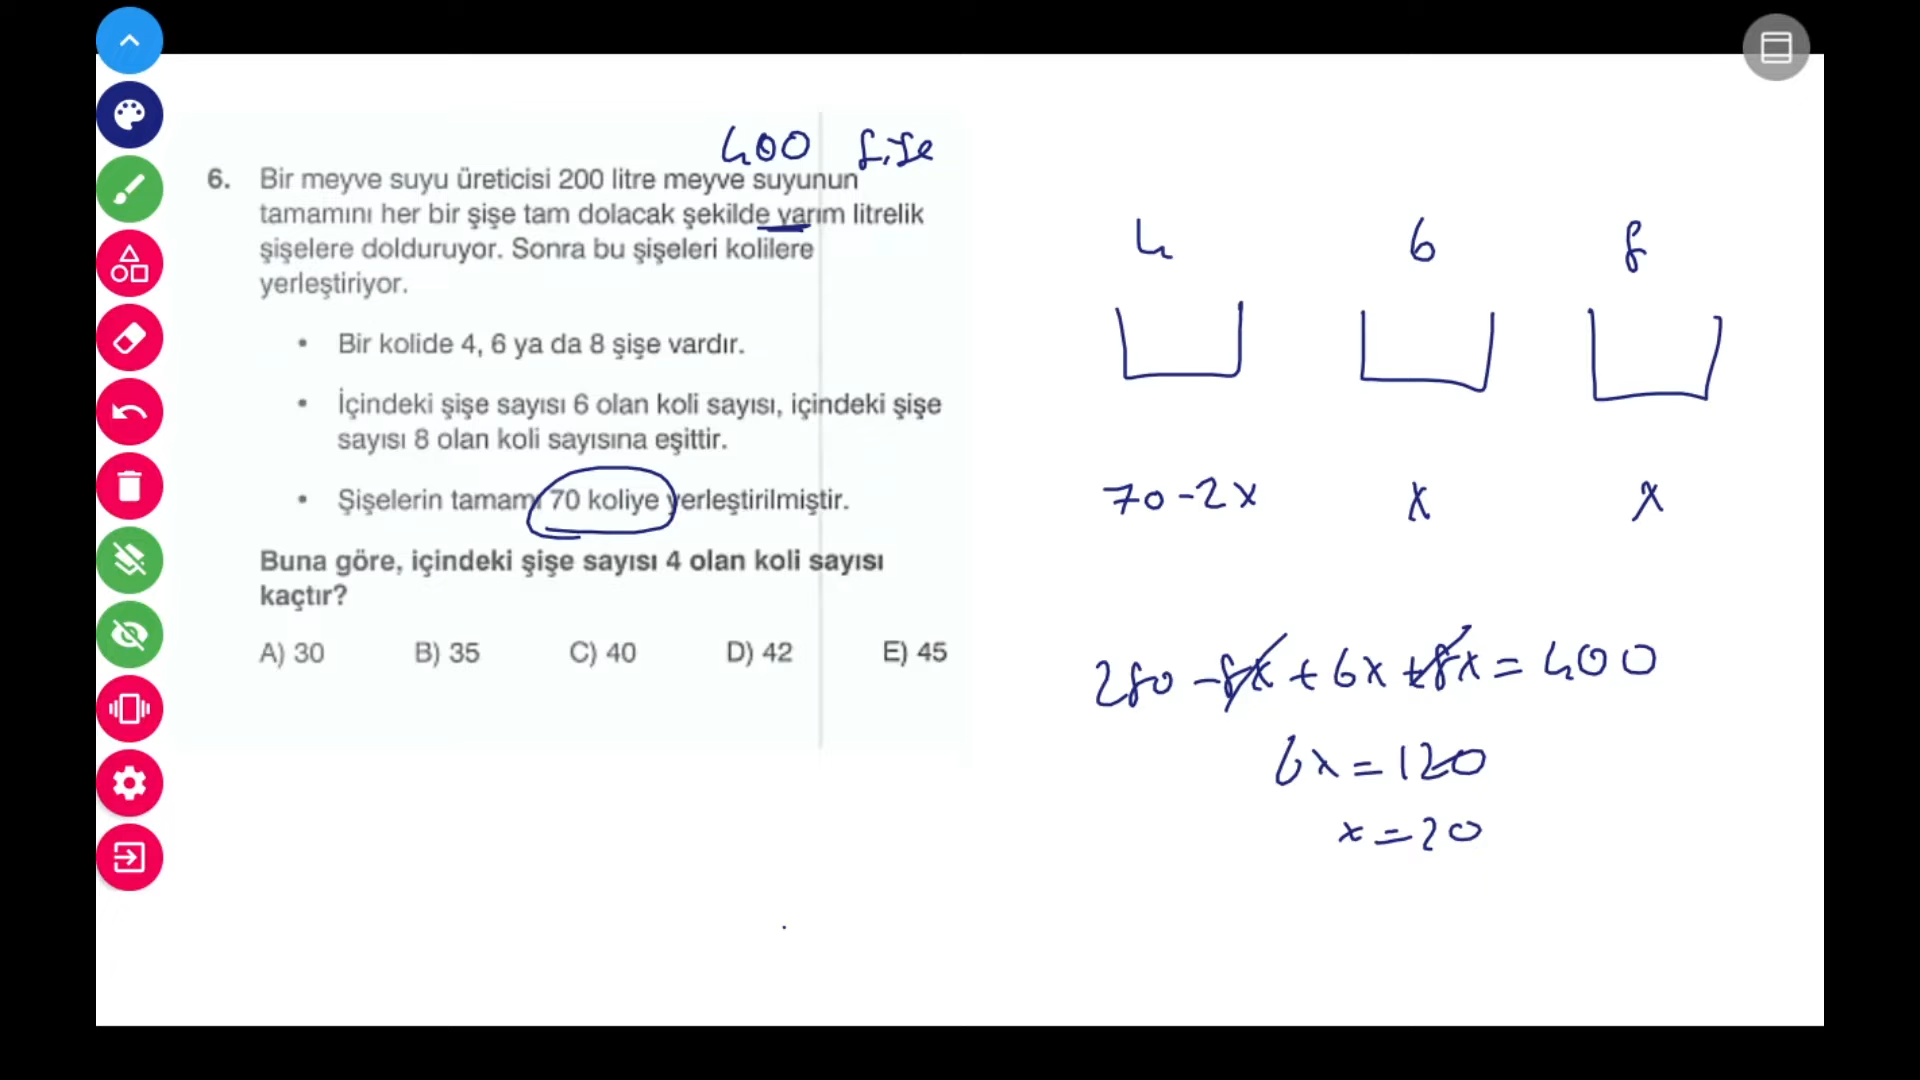 400 şişe
6. Bir meyve suyu üreticisi 200 litre meyve suyunun
tamamını her bir şişe tam dolacak şekilde yarım litrelik
şişelere dolduruyor. Sonra bu şişeleri kolilere
yerleştiriyor.
• Bir kolide 4, 6 ya da 8 şişe vardır.
• İçindeki şişe sayısı 6 olan koli sayısı, içindeki şişe
sayısı 8 olan koli sayısına eşittir.
• Şişelerin tamamı 70 koliye yerleştirilmiştir.
Buna göre, içindeki şişe sayısı 4 olan koli sayısı
kaçtır?
A) 30 B) 35 C) 40 D) 42 E) 45
4 6 8
70-2x x x
280 - 8x + 6x + 8x = 400
6x = 120
x = 20